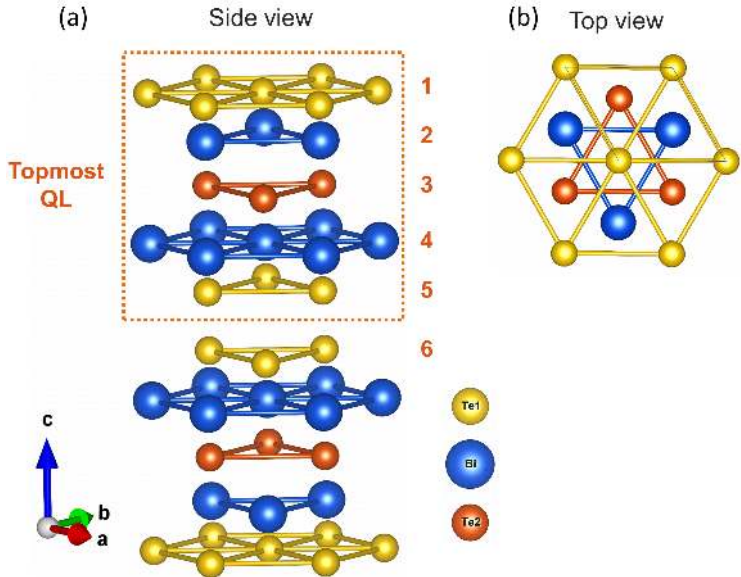 (a)
Side view
(b)
Top view
1
2
Topmost
QL
3
4
5
6
c
b
a
Te1
Bi
Te2